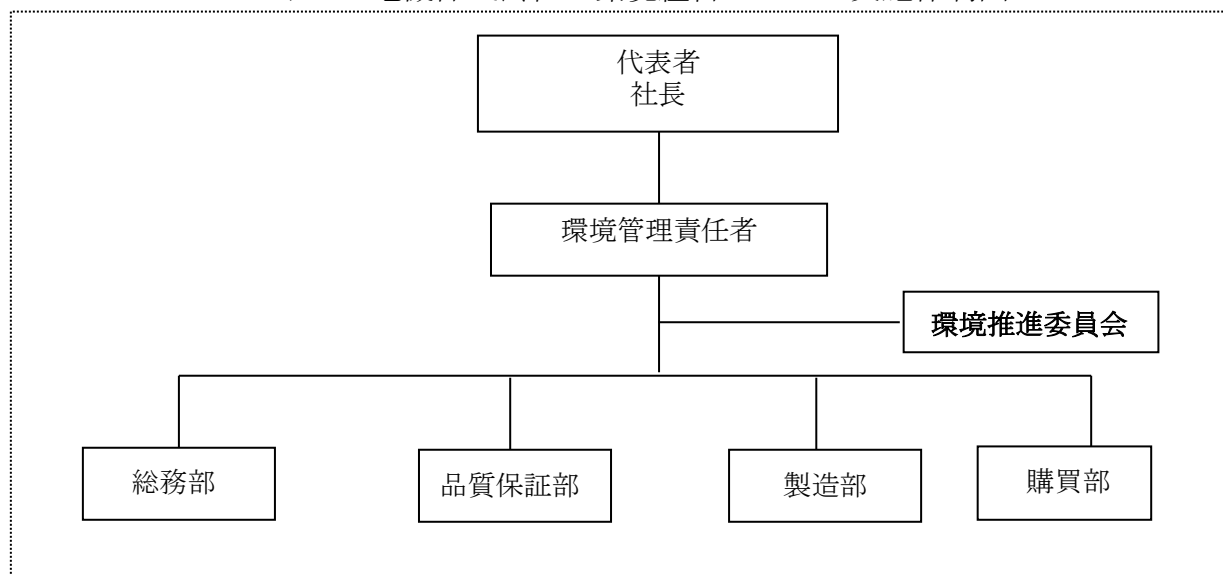 代表者
社長
環境管理責任者
環境推進委員会
総務部
品質保証部
製造部
購買部